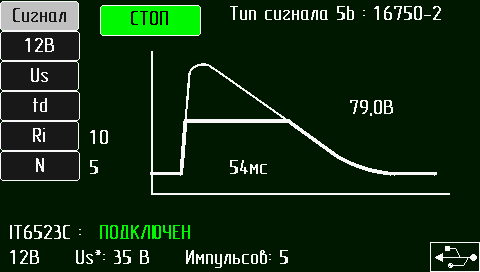 Сигнал
СТОП
Тип сигнала 5b : 16750-2
12В
Us
td
Ri 10
N 5
79,0В
54мс
IT6523C : ПОДКЛЮЧЕН
12В Us*: 35 В Импульсов: 5